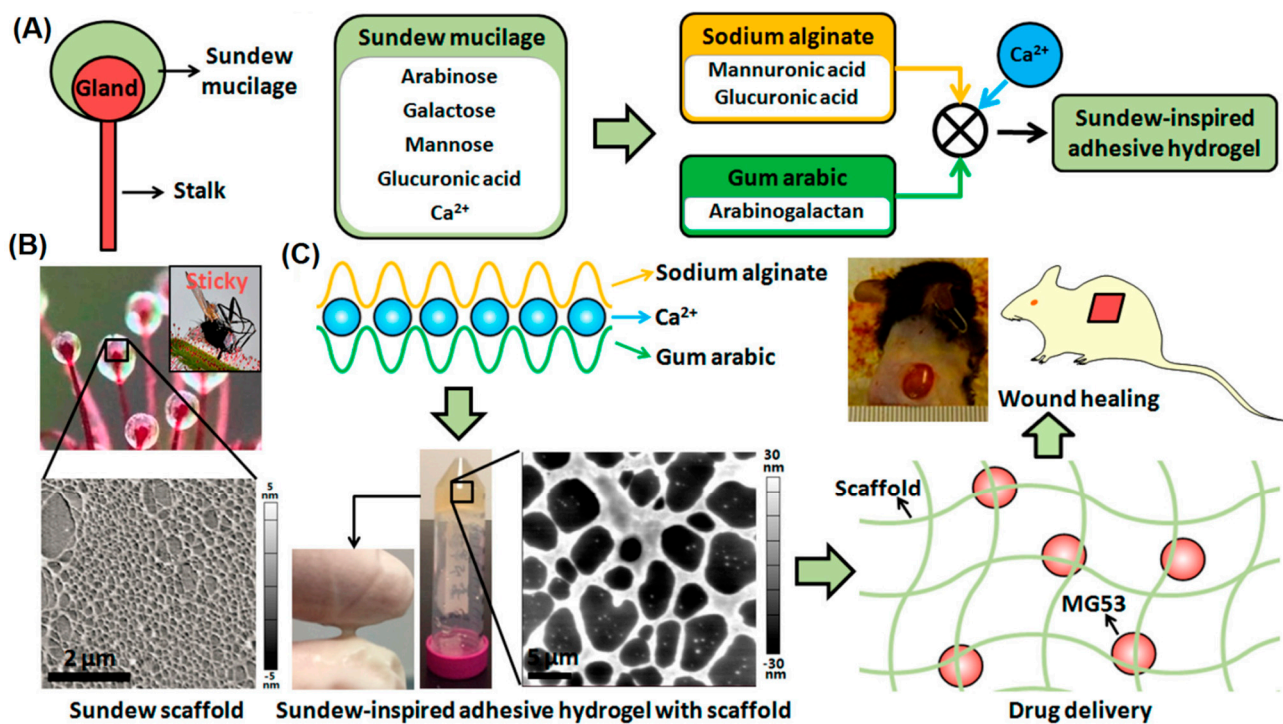 (A)
Gland
Sundew
mucilage
Stalk
Sundew mucilage
Arabinose
Galactose
Mannose
Glucuronic acid
Ca²⁺
Sodium alginate
Mannuronic acid
Glucuronic acid
Gum arabic
Arabinogalactan
Ca²⁺
Sundew-inspired
adhesive hydrogel
(B)
Sticky
5
nm
-5
nm
2 μm
Sundew scaffold
(C)
Sodium alginate
Ca²⁺
Gum arabic
30
nm
-30
nm
5 μm
Sundew-inspired adhesive hydrogel with scaffold
Wound healing
Scaffold
MG53
Drug delivery